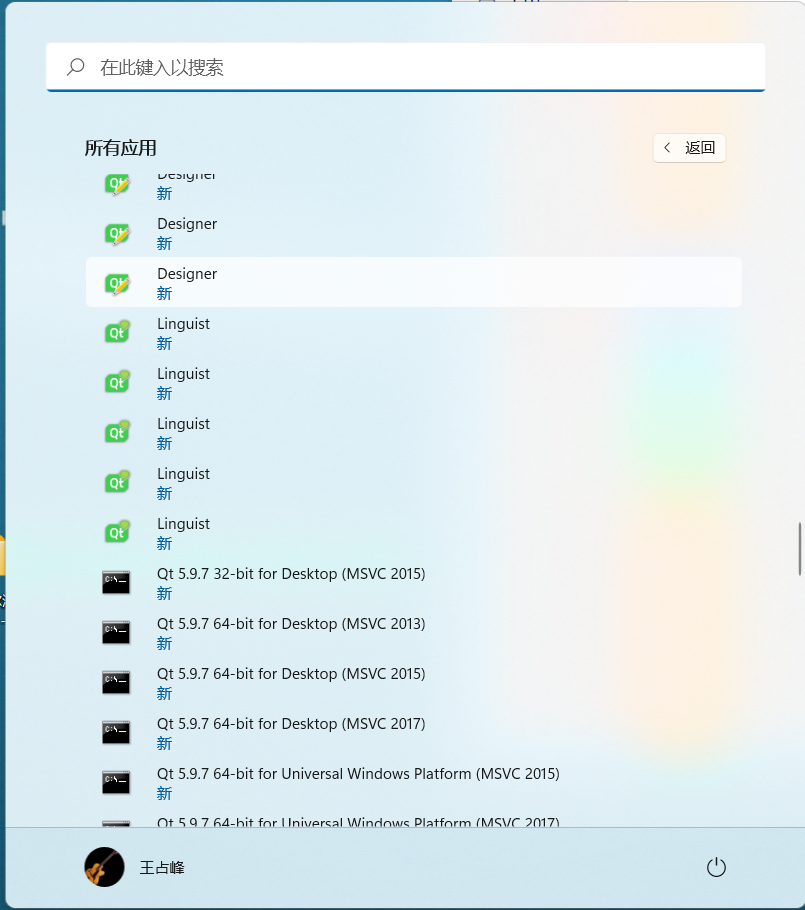 在此键入以搜索
所有应用
返回
Designer
新
Designer
新
Designer
新
Linguist
新
Linguist
新
Linguist
新
Linguist
新
Linguist
新
Qt 5.9.7 32-bit for Desktop (MSVC 2015)
新
Qt 5.9.7 64-bit for Desktop (MSVC 2013)
新
Qt 5.9.7 64-bit for Desktop (MSVC 2015)
新
Qt 5.9.7 64-bit for Desktop (MSVC 2017)
新
Qt 5.9.7 64-bit for Universal Windows Platform (MSVC 2015)
新
Qt 5.9.7 64-bit for Universal Windows Platform (MSVC 2017)
王占峰